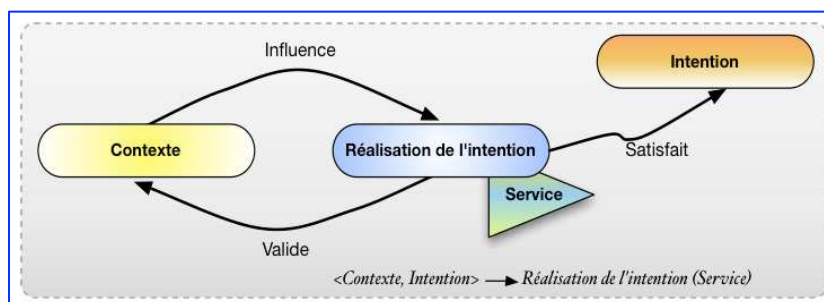 Influence
Intention
Contexte
Réalisation de l'intention
Satisfait
Service
Valide
<Contexte, Intention> → Réalisation de l'intention (Service)